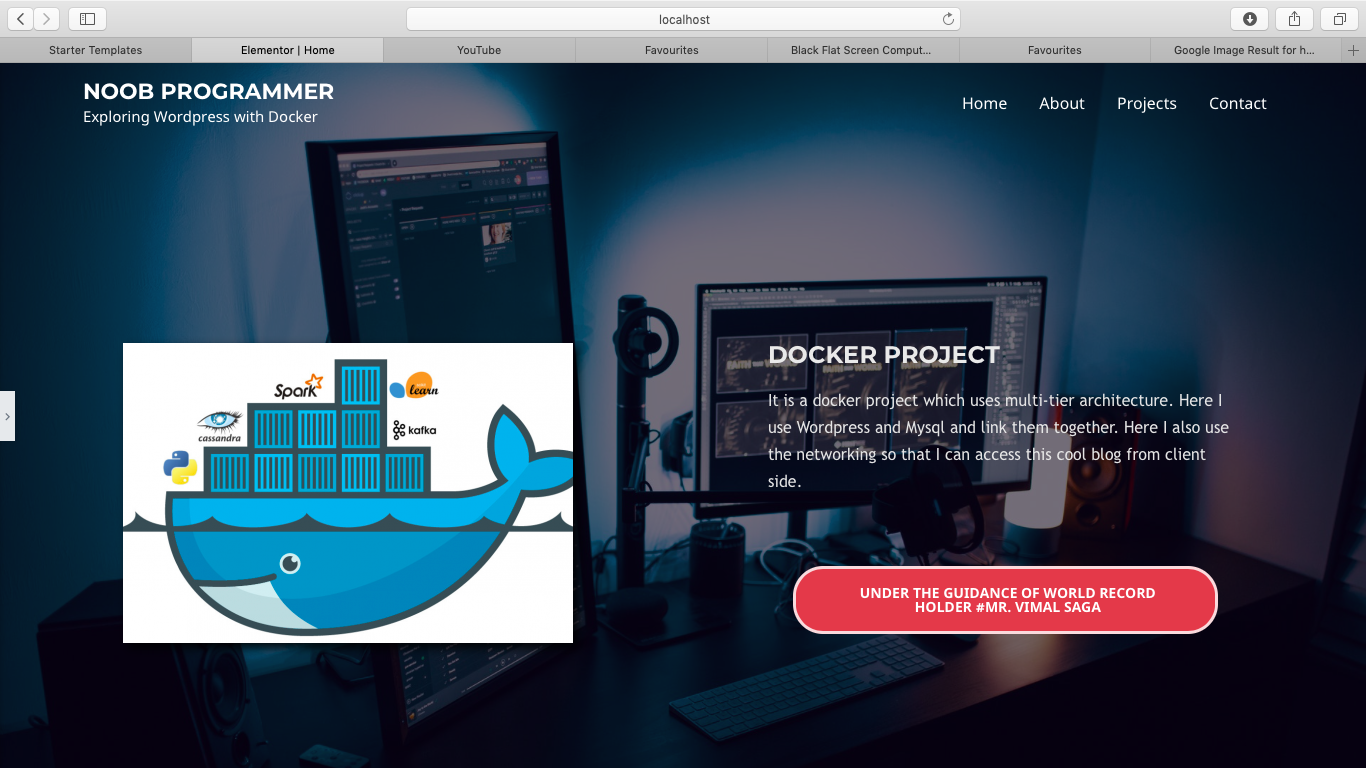 localhost
Starter Templates
Elementor | Home
YouTube
Favourites
Black Flat Screen Comput...
Favourites
Google Image Result for h...
NOOB PROGRAMMER
Exploring Wordpress with Docker
Home
About
Projects
Contact
Spark
learn
cassandra
kafka
DOCKER PROJECT
It is a docker project which uses multi-tier architecture. Here I
use Wordpress and Mysql and link them together. Here I also use
the networking so that I can access this cool blog from client
side.
UNDER THE GUIDANCE OF WORLD RECORD
HOLDER #MR. VIMAL SAGA
FAITH WORKS